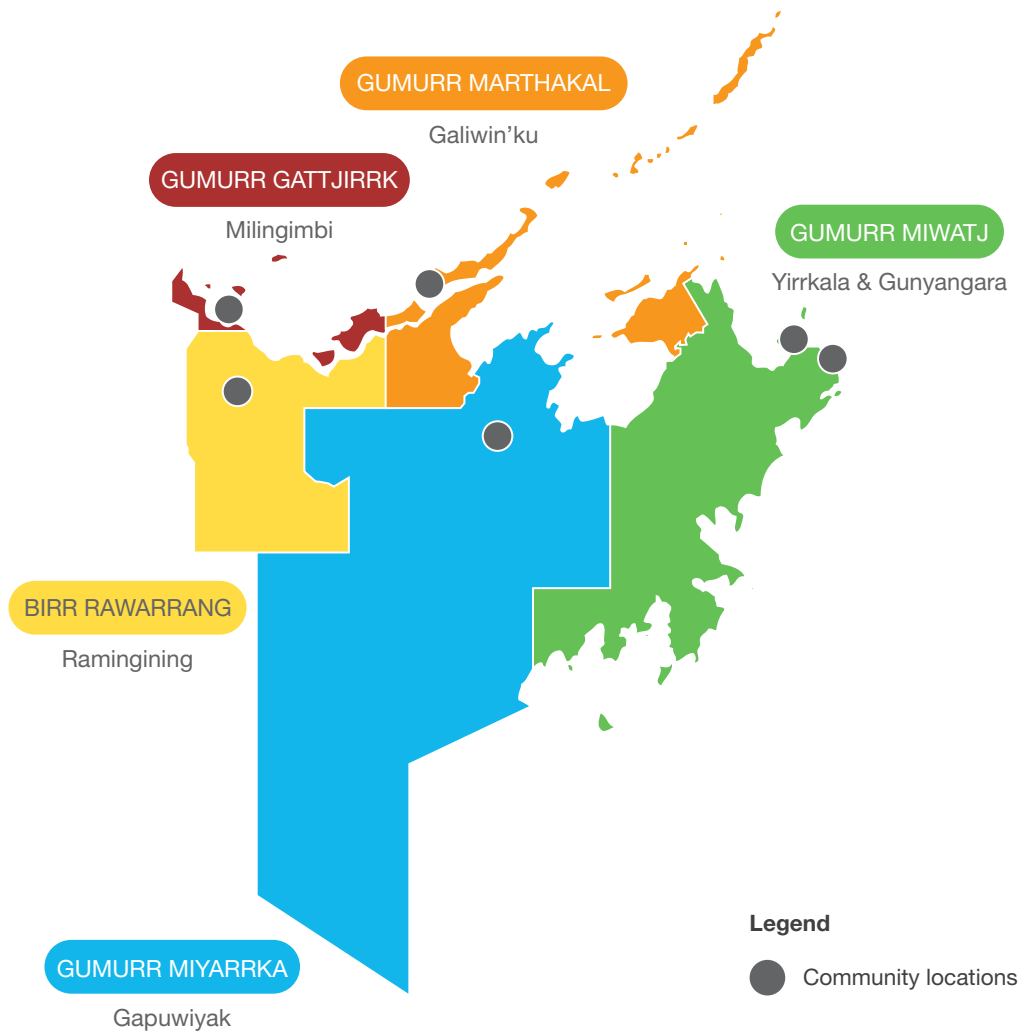 GUMURR MARTHAKAL
Galiwin’ku
GUMURR GATTJIRRK
Milingimbi
GUMURR MIWATJ
Yirrkala & Gunyangara
BIRR RAWARRANG
Ramingining
GUMURR MIYARRKA
Gapuwiyak
Legend
Community locations